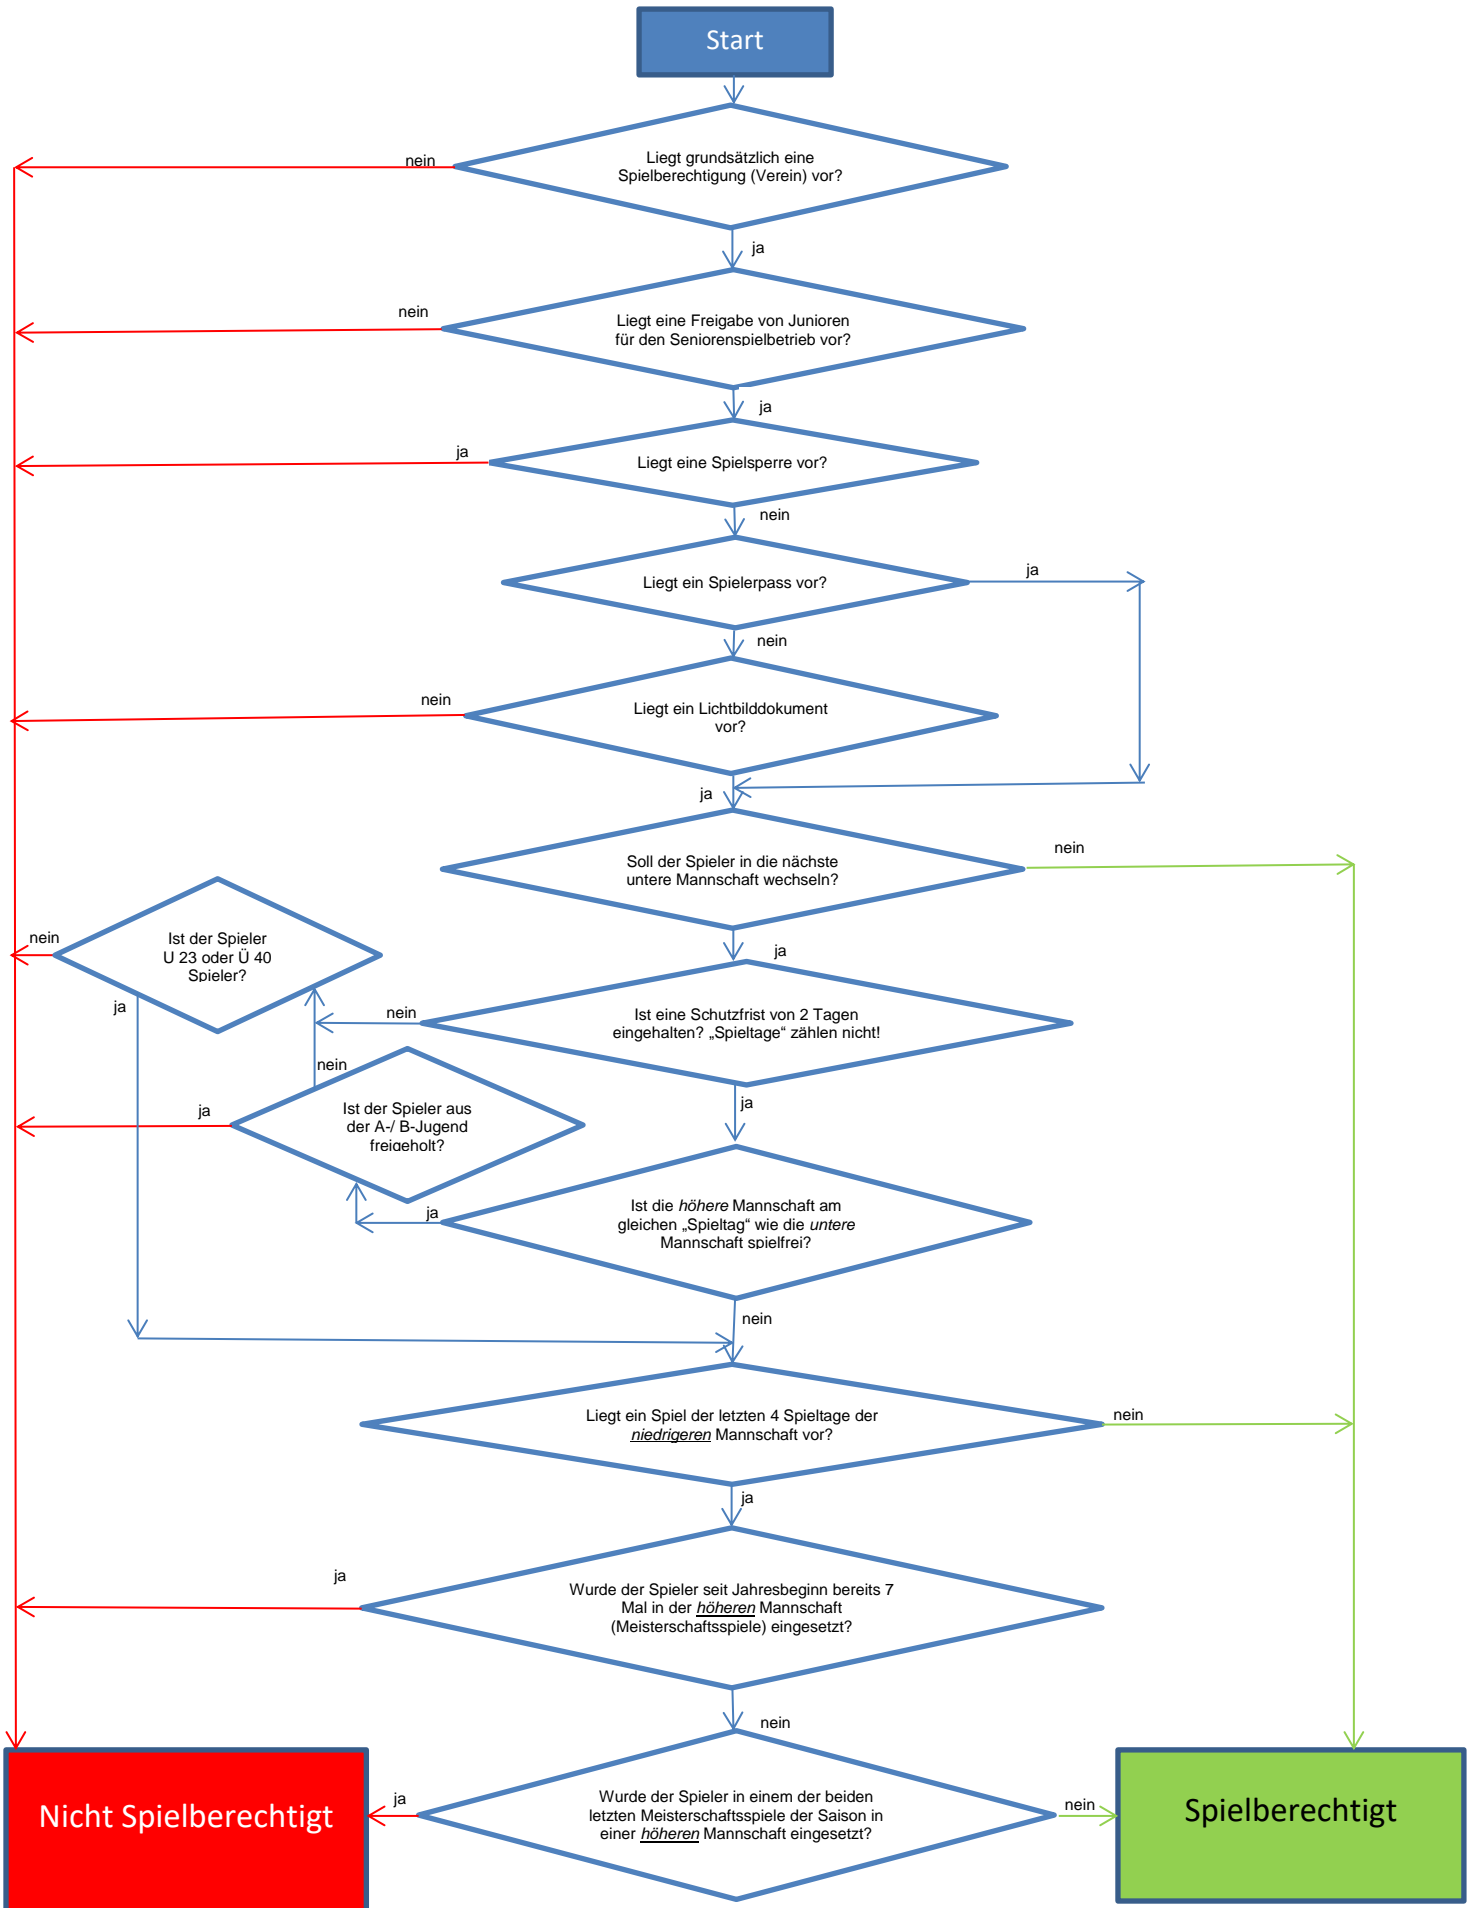 Start
Liegt grundsätzlich eine
Spielberechtigung (Verein) vor?
nein
ja
Liegt eine Freigabe von Junioren
für den Seniorenspielbetrieb vor?
nein
ja
Liegt eine Spielsperre vor?
ja
nein
Liegt ein Spielerpass vor?
ja
nein
Liegt ein Lichtbilddokument
vor?
nein
ja
Soll der Spieler in die nächste
untere Mannschaft wechseln?
nein
ja
Ist der Spieler
U 23 oder Ü 40
Spieler?
nein
ja
Ist eine Schutzfrist von 2 Tagen
eingehalten? „Spieltage“ zählen nicht!
nein
ja
Ist der Spieler aus
der A-/ B-Jugend
freigeholt?
nein
ja
Ist die höhere Mannschaft am
gleichen „Spieltag“ wie die untere
Mannschaft spielfrei?
ja
nein
Liegt ein Spiel der letzten 4 Spieltage der
niedrigeren Mannschaft vor?
nein
ja
Wurde der Spieler seit Jahresbeginn bereits 7
Mal in der höheren Mannschaft
(Meisterschaftsspiele) eingesetzt?
ja
nein
Wurde der Spieler in einem der beiden
letzten Meisterschaftsspiele der Saison in
einer höheren Mannschaft eingesetzt?
ja
nein
Nicht Spielberechtigt
Spielberechtigt